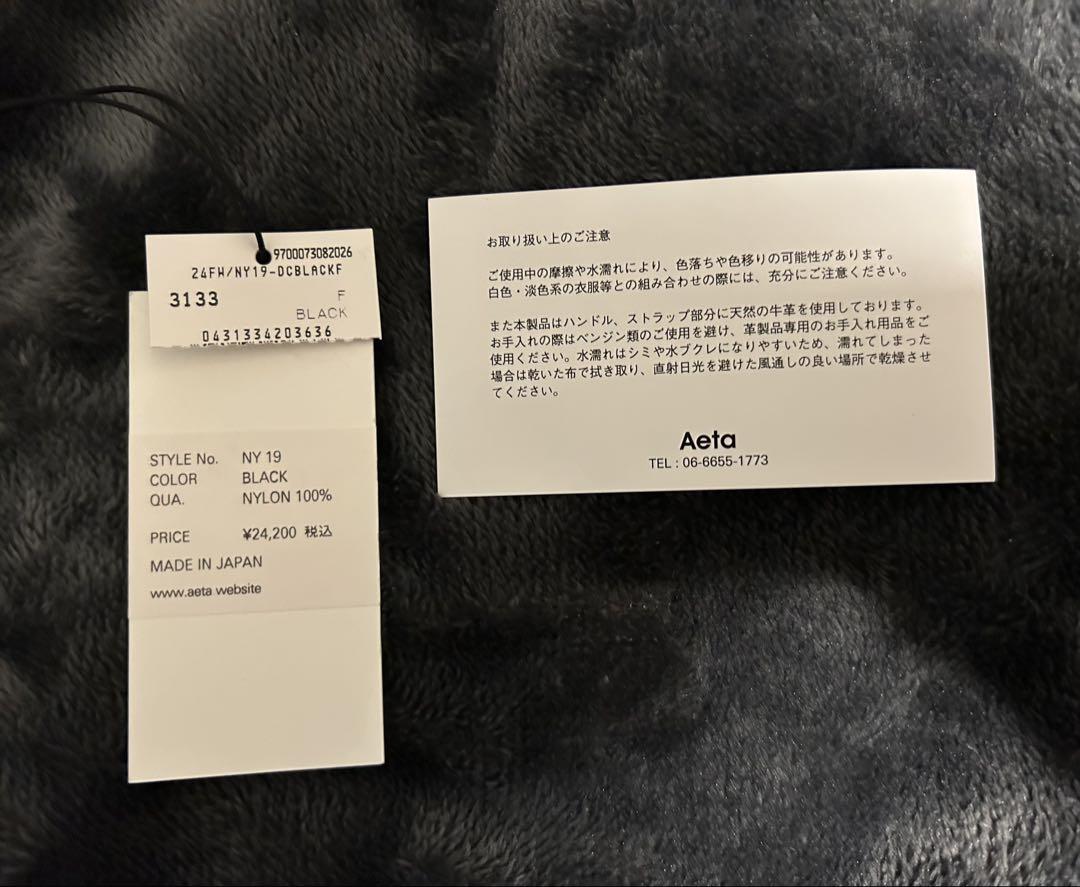 9700073082026
24FW/NY19-DCBLACKF
3133
F
BLACK
0431334203636
STYLE No. NY 19
COLOR BLACK
QUA. NYLON 100%
PRICE ¥24,200 税込
MADE IN JAPAN
www.aeta website
お取り扱い上のご注意
ご使用中の摩擦や水濡れにより、色落ちや色移りの可能性があります。
白色・淡色系の衣服等との組み合わせの際には、充分にご注意ください。
また本製品はハンドル、ストラップ部分に天然の牛革を使用しております。
お手入れの際はベンジン類のご使用を避け、革製品専用のお手入れ用品をご
使用ください。水濡れはシミや水ブクレになりやすいため、濡れてしまった
場合は乾いた布で拭き取り、直射日光を避けた風通しの良い場所で乾燥させ
てください。
Aeta
TEL : 06-6655-1773